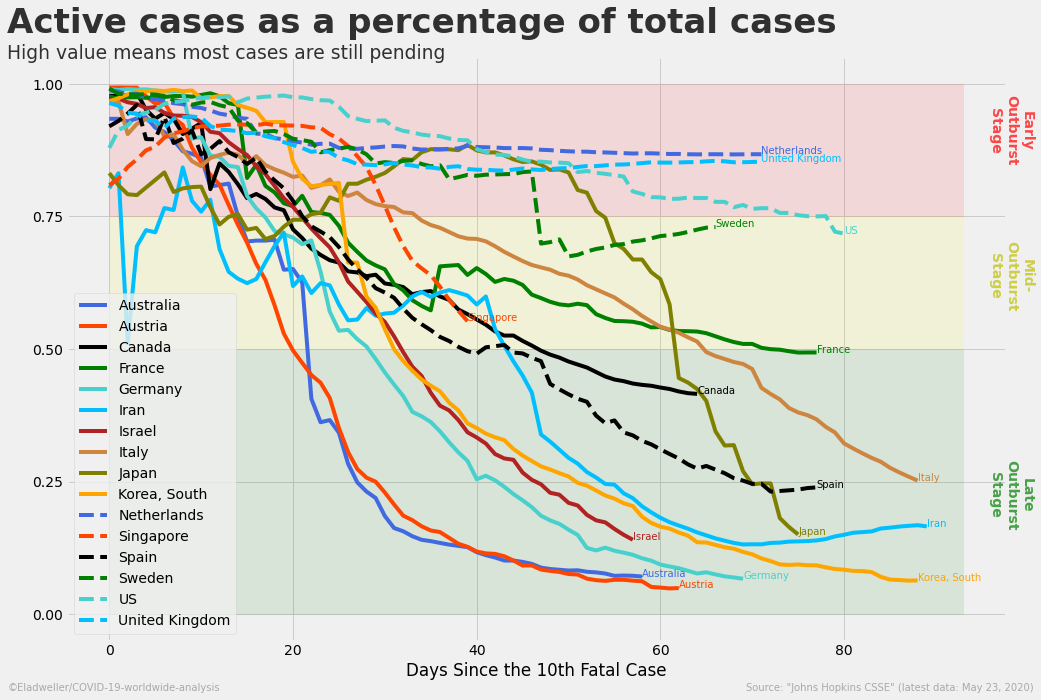 Active cases as a percentage of total cases
High value means most cases are still pending
1.00
0.75
0.50
0.25
0.00
0
20
40
60
80
Days Since the 10th Fatal Case
Australia
Austria
Canada
France
Germany
Iran
Israel
Italy
Japan
Korea, South
Netherlands
Singapore
Spain
Sweden
US
United Kingdom
Netherlands
United Kingdom
Sweden
US
Singapore
France
Canada
Italy
Spain
Iran
Japan
Israel
Australia
Germany
Austria
Korea, South
Early
Outburst
Stage
Mid-
Outburst
Stage
Late
Outburst
Stage
©Eladweller/COVID-19-worldwide-analysis
Source: "Johns Hopkins CSSE" (latest data: May 23, 2020)